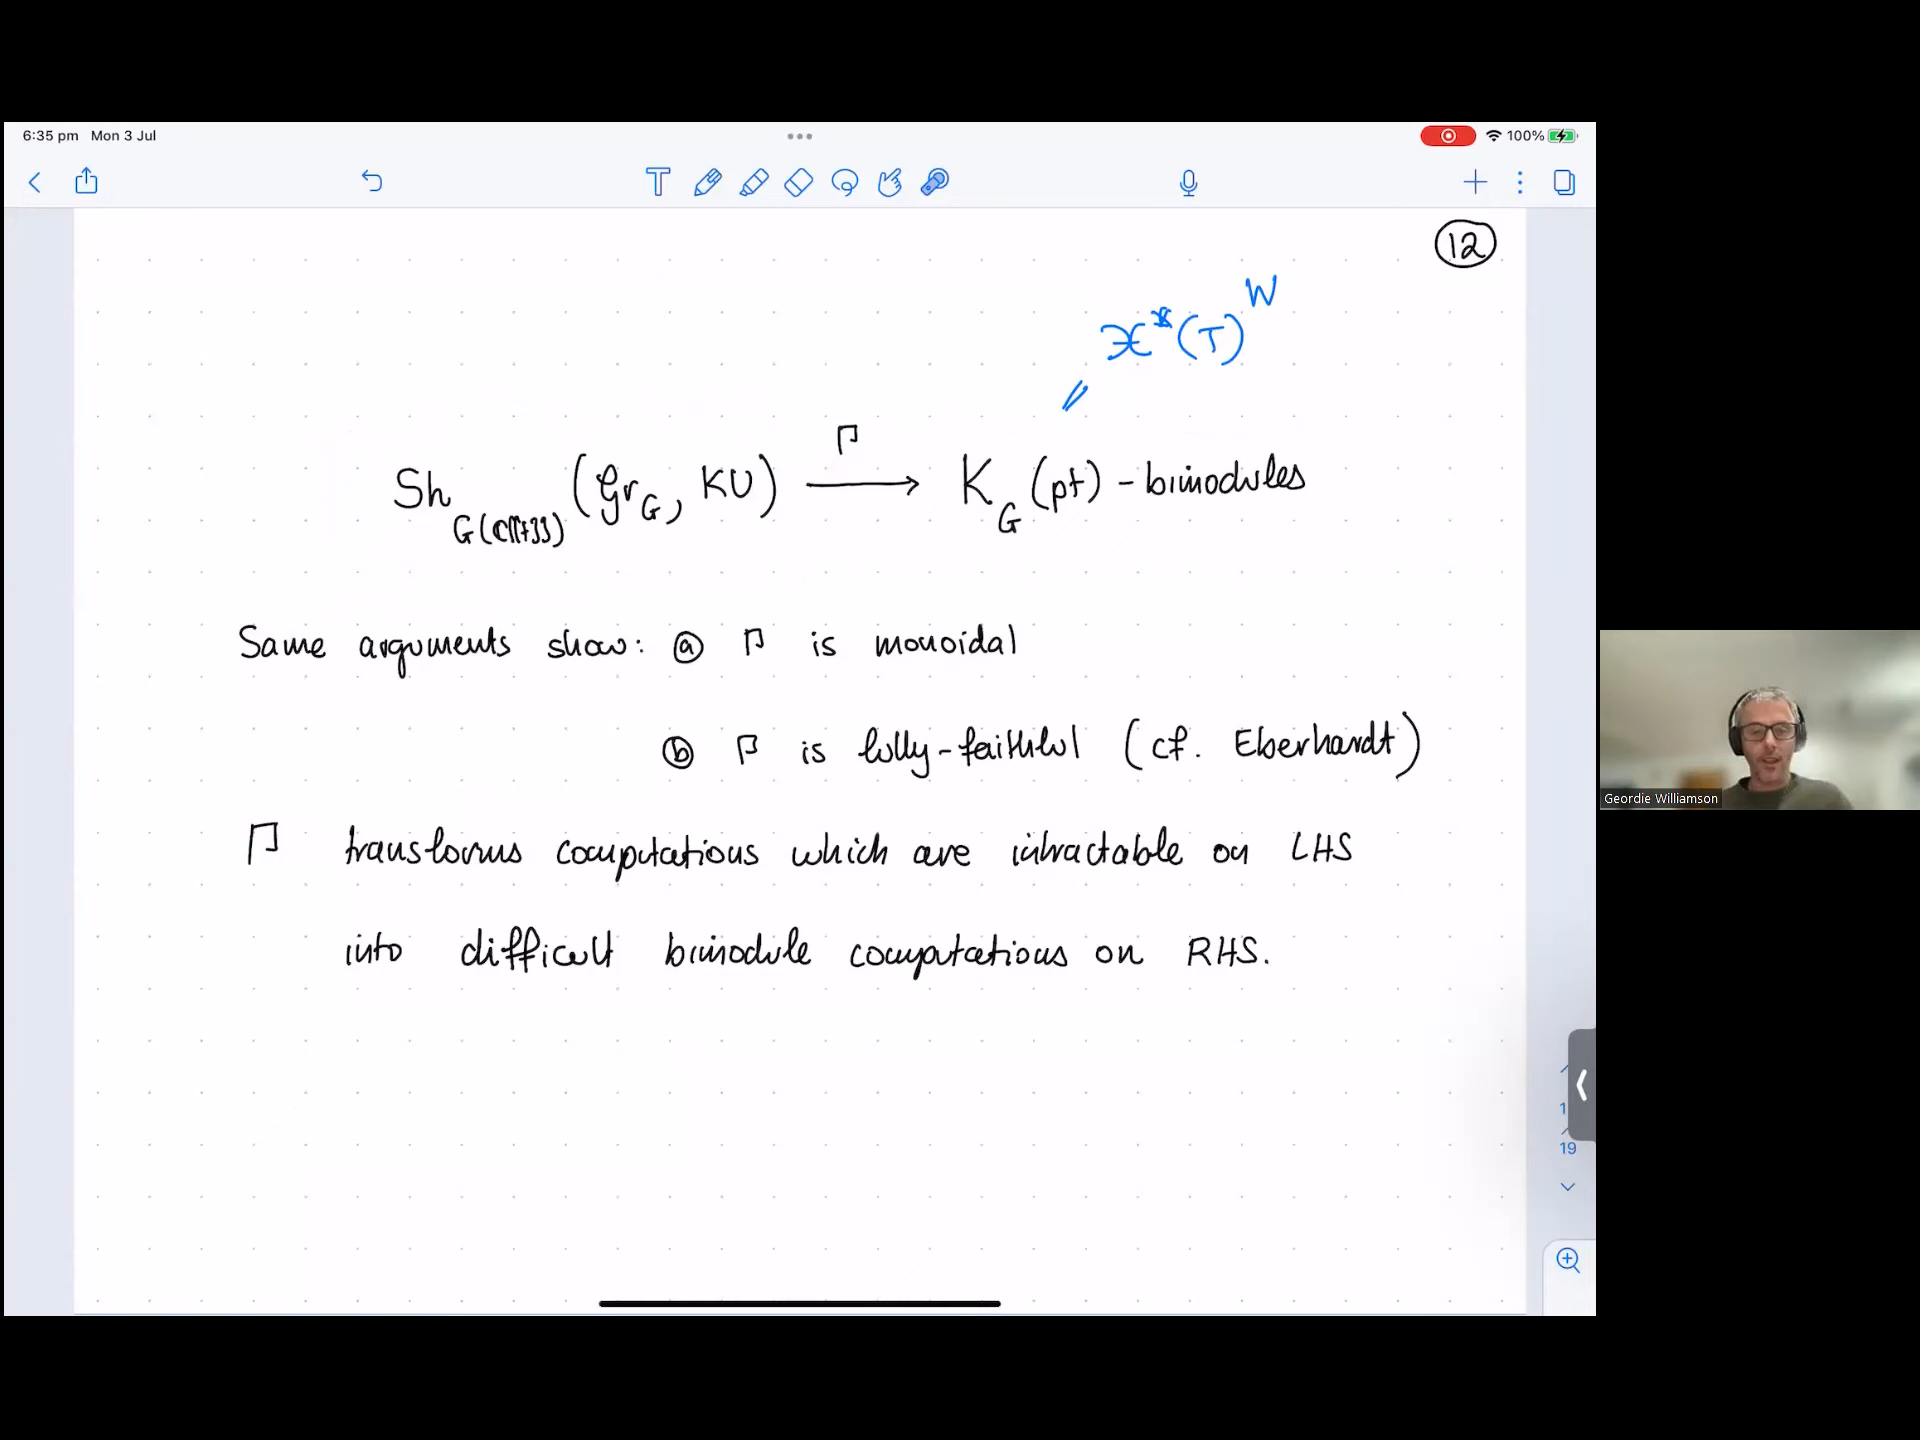 6:35 pm Mon 3 Jul
100%
T
12
𝔛*(T)^W
Sh_{G(ℂ[[t]])} (Gr_G, KU) —Γ→ K_G(pt) - bimodules
Same arguments show: ⓐ Γ is monoidal
ⓑ Γ is fully-faithful (cf. Eberhardt)
Γ transforms computations which are intractable on LHS
into difficult bimodule computations on RHS.
19
Geordie Williamson